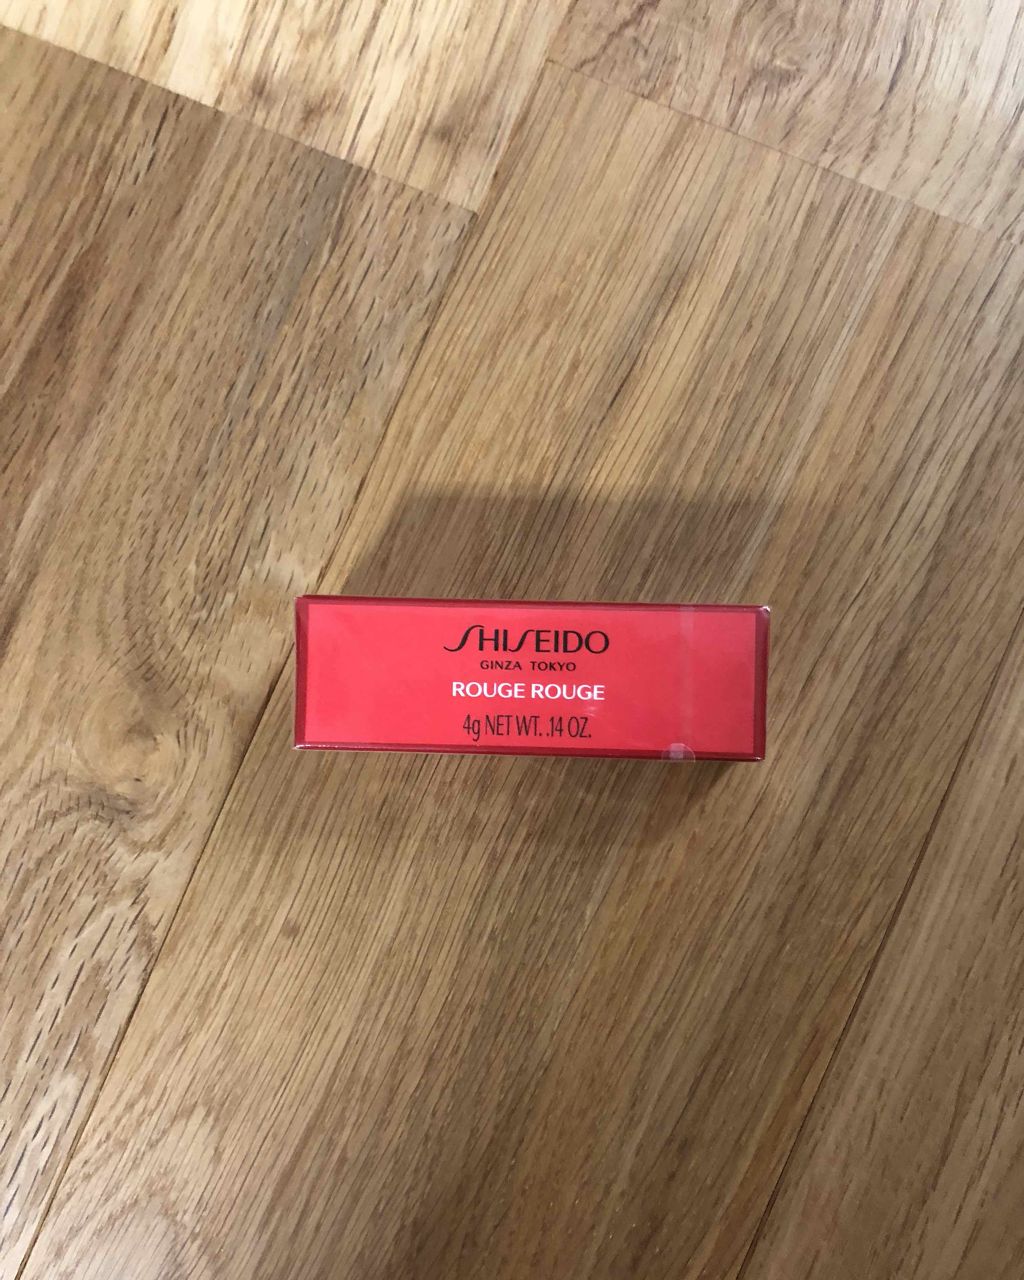 SHISEIDO
GINZA TOKYO
ROUGE ROUGE
4g NET WT. .14 OZ.